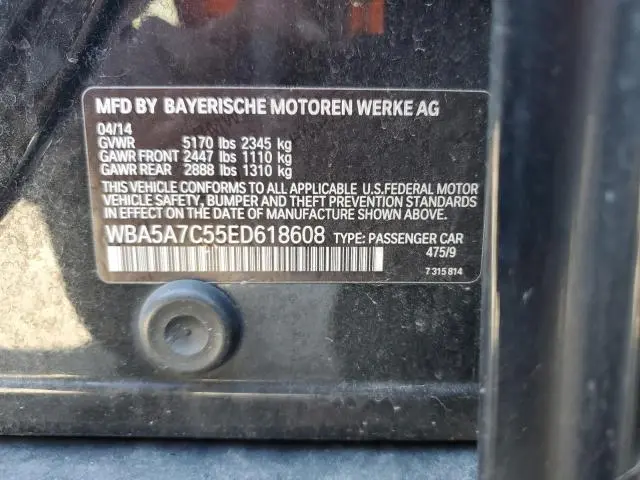 MFD BY BAYERISCHE MOTOREN WERKE AG
04/14
GVWR 5170 lbs 2345 kg
GAWR FRONT 2447 lbs 1110 kg
GAWR REAR 2888 lbs 1310 kg
THIS VEHICLE CONFORMS TO ALL APPLICABLE U.S.FEDERAL MOTOR
VEHICLE SAFETY, BUMPER AND THEFT PREVENTION STANDARDS
IN EFFECT ON THE DATE OF MANUFACTURE SHOWN ABOVE.
WBA5A7C55ED618608 TYPE: PASSENGER CAR
475/9
7 315 814